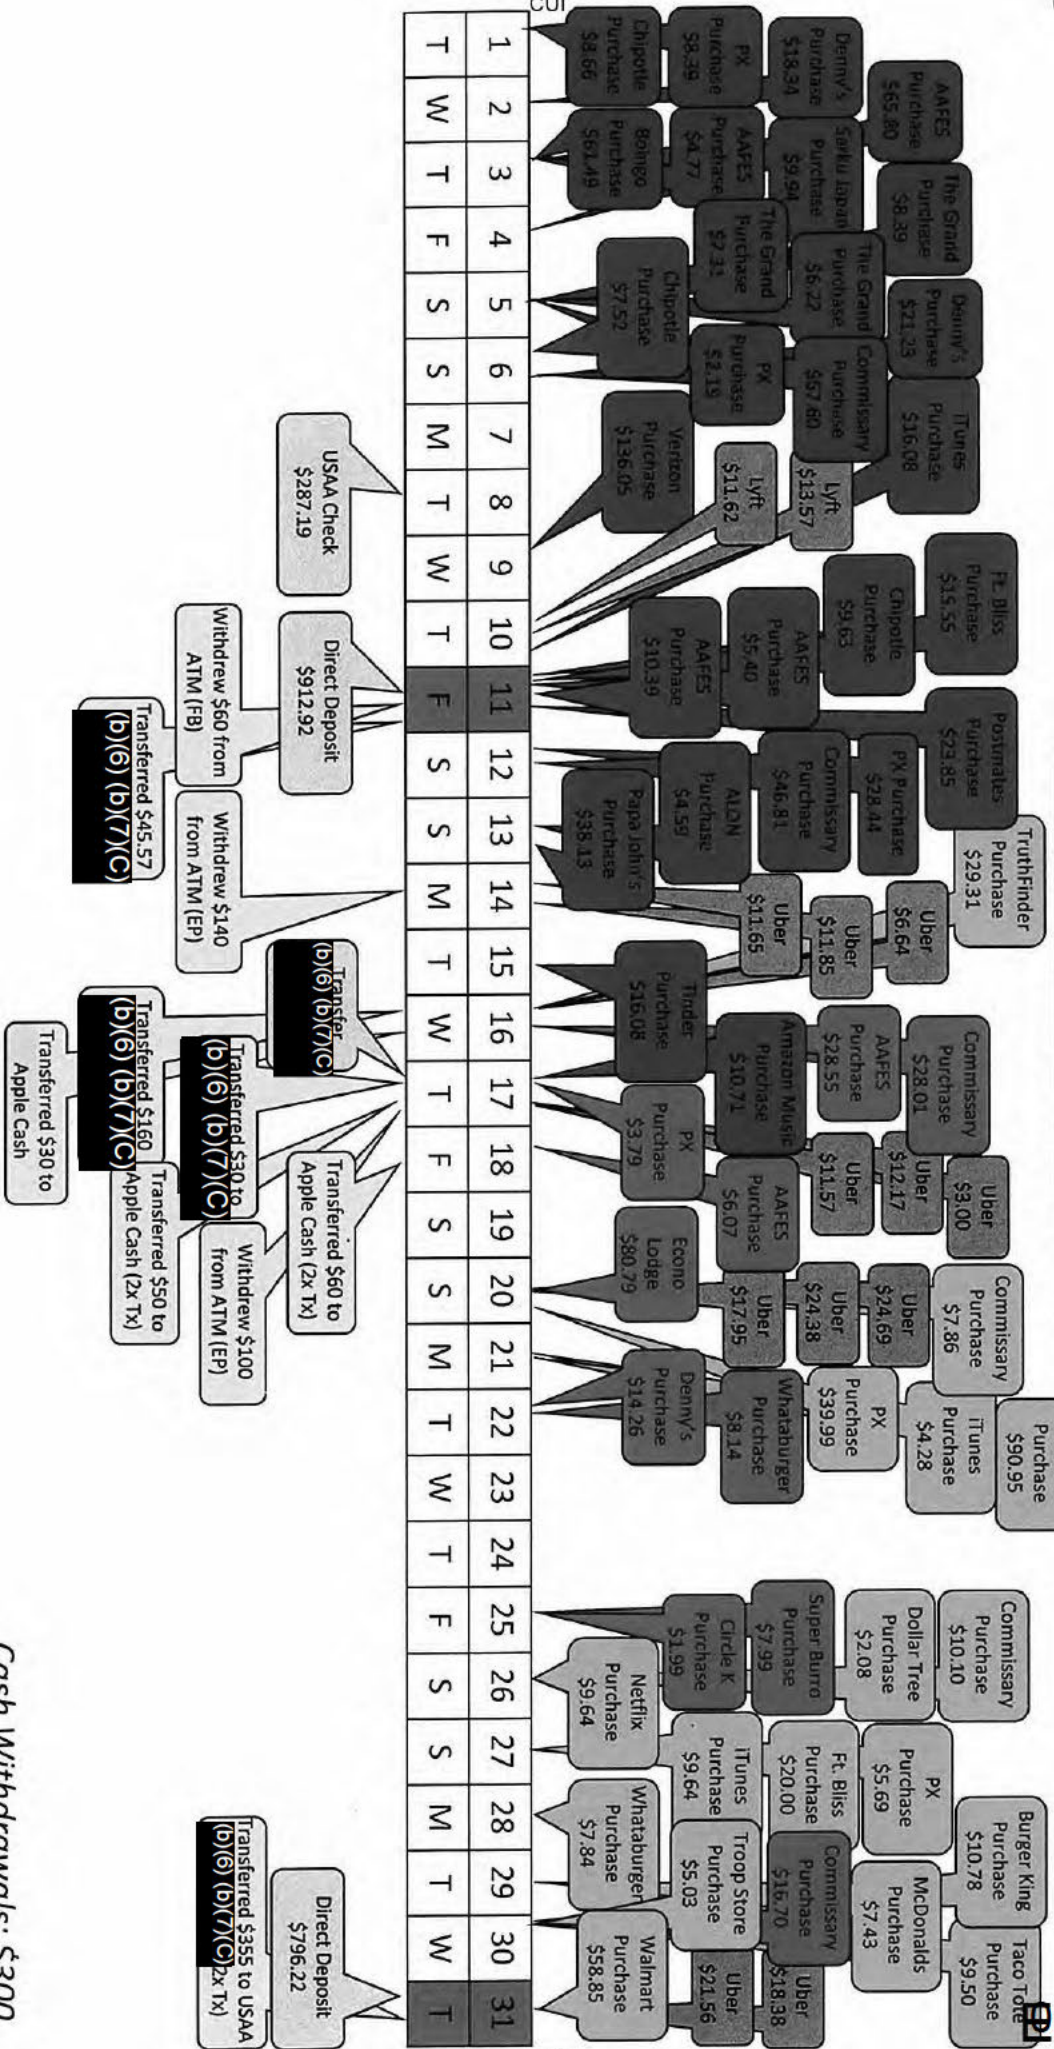 CUI
AAFES
Purchase
$65.80
The Grand
Purchase
$8.39
Denny's
Purchase
$21.23
iTunes
Purchase
$16.08
Ft. Bliss
Purchase
$15.55
Postmates
Purchase
$23.85
TruthFinder
Purchase
$29.31
Commissary
Purchase
$28.01
Uber
$3.00
Commissary
Purchase
$7.86
iTunes
Purchase
$4.28
Purchase
$90.95
Commissary
Purchase
$10.10
Burger King
Purchase
$10.78
Taco Tote
Purchase
$9.50
Denny's
Purchase
$18.34
Sarku Japan
Purchase
$9.94
The Grand
Purchase
$6.22
Commissary
Purchase
$57.60
Lyft
$13.57
Chipotle
Purchase
$9.63
PX Purchase
$28.44
Uber
$6.64
AAFES
Purchase
$28.55
Uber
$12.17
Uber
$24.69
PX
Purchase
$39.99
Dollar Tree
Purchase
$2.08
PX
Purchase
$5.69
McDonalds
Purchase
$7.43
PX
Purchase
$8.39
AAFES
Purchase
$4.77
The Grand
Purchase
$7.31
PX
Purchase
$2.19
Lyft
$11.62
AAFES
Purchase
$5.40
Commissary
Purchase
$46.81
Uber
$11.85
Amazon Music
Purchase
$10.71
Uber
$11.57
Uber
$24.38
Whataburger
Purchase
$8.14
Super Burro
Purchase
$7.99
Ft. Bliss
Purchase
$20.00
Commissary
Purchase
$16.70
Uber
$18.38
Chipotle
Purchase
$8.66
Boingo
Purchase
$61.49
Chipotle
Purchase
$7.52
Verizon
Purchase
$136.05
AAFES
Purchase
$10.39
ALON
Purchase
$4.59
Papa John's
Purchase
$38.13
Uber
$11.65
Tinder
Purchase
$16.08
PX
Purchase
$3.79
AAFES
Purchase
$6.07
Econo
Lodge
$80.79
Uber
$17.95
Denny's
Purchase
$14.26
Circle K
Purchase
$1.99
Netflix
Purchase
$9.64
iTunes
Purchase
$9.64
Whataburger
Purchase
$7.84
Troop Store
Purchase
$5.03
Walmart
Purchase
$58.85
Uber
$21.56
1 2 3 4 5 6 7 8 9 10 11 12 13 14 15 16 17 18 19 20 21 22 23 24 25 26 27 28 29 30 31
T W T F S S M T W T F S S M T W T F S S M T W T F S S M T W T
USAA Check
$287.19
Direct Deposit
$912.92
Transfer
(b)(6) (b)(7)(C)
Transferred $60 to
Apple Cash (2x Tx)
Direct Deposit
$796.22
Withdrew $60 from
ATM (FB)
Withdrew $140
from ATM (EP)
Transferred $30 to
(b)(6) (b)(7)(C)
Withdrew $100
from ATM (EP)
Transferred $355 to USAA
(b)(6) (b)(7)(C) 2x Tx)
Transferred $45.57
(b)(6) (b)(7)(C)
Transferred $160
(b)(6) (b)(7)(C)
Transferred $50 to
Apple Cash (2x Tx)
Transferred $30 to
Apple Cash
Cash Withdrawals: $300